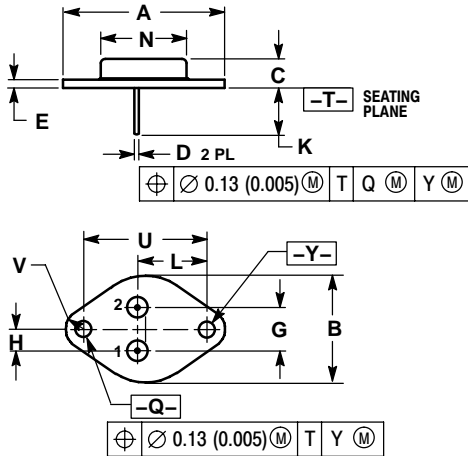 A
N
C
E
-T- SEATING
PLANE
K
D 2 PL
⌖ ∅ 0.13 (0.005) Ⓜ T Q Ⓜ Y Ⓜ
U
L
V
-Y-
2
H
G
B
1
-Q-
⌖ ∅ 0.13 (0.005) Ⓜ T Y Ⓜ